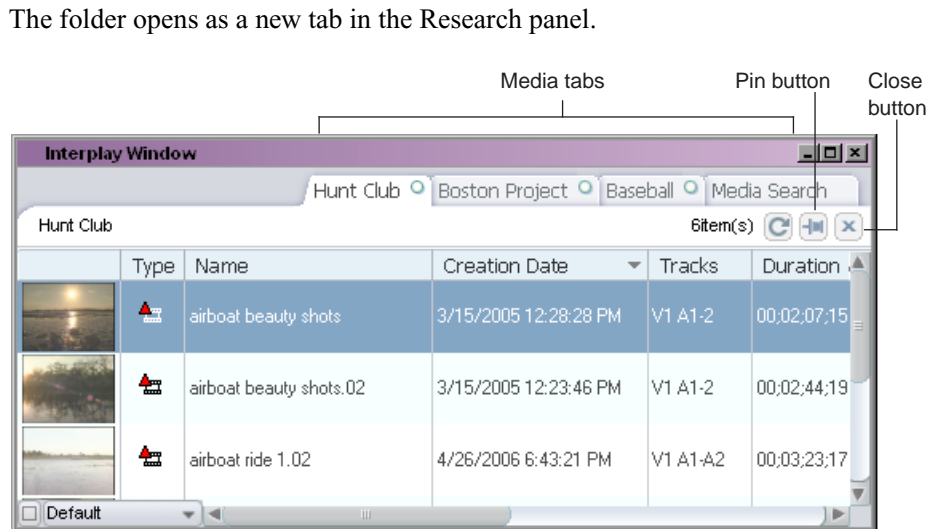 The folder opens as a new tab in the Research panel.
Media tabs
Pin button
Close
button
Interplay Window
Hunt Club
Boston Project
Baseball
Media Search
Hunt Club
6item(s)
Type
Name
Creation Date
Tracks
Duration
airboat beauty shots
3/15/2005 12:28:28 PM
V1 A1-2
00;02;07;15
airboat beauty shots.02
3/15/2005 12:23:46 PM
V1 A1-2
00;02;44;19
airboat ride 1.02
4/26/2006 6:43:21 PM
V1 A1-A2
00;03;23;17
Default